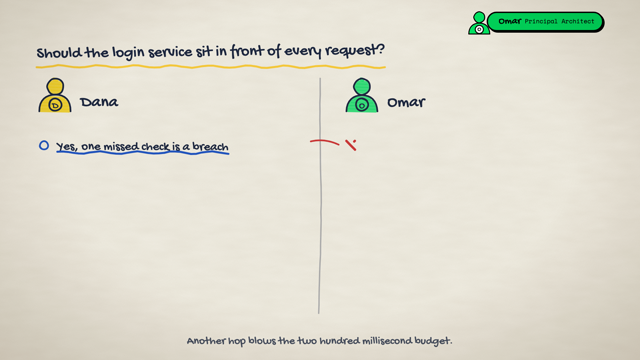 Omar Principal Architect
Should the login service sit in front of every request?
Dana
Omar
Yes, one missed check is a breach
Another hop blows the two hundred millisecond budget.